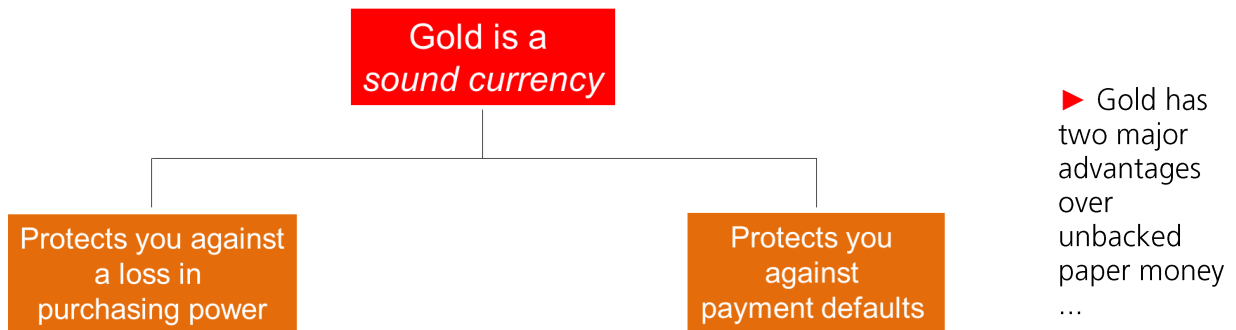 Gold is a
sound currency
Protects you against
a loss in
purchasing power
Protects you
against
payment defaults
► Gold has
two major
advantages
over
unbacked
paper money
...